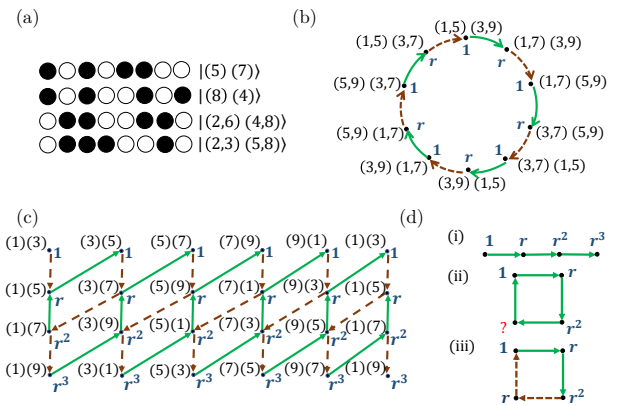 (a)
|(5) (7)⟩
|(8) (4)⟩
|(2,6) (4,8)⟩
|(2,3) (5,8)⟩
(b)
(1,5) (3,9)
(1,5) (3,7)
1
r
r
(1,7) (3,9)
(5,9) (3,7)
1
1
(1,7) (5,9)
(5,9) (1,7)
r
r
(3,7) (5,9)
(3,9) (1,7)
1
r
1
(3,7) (1,5)
(3,9) (1,5)
(c)
(1)(3) 1 (3)(5) 1 (5)(7) 1 (7)(9) 1 (9)(1) 1 (1)(3) 1
(1)(5) r (3)(7) r (5)(9) r (7)(1) r (9)(3) r (1)(5) r
(1)(7) r² (3)(9) r² (5)(1) r² (7)(3) r² (9)(5) r² (1)(7) r²
(1)(9) r³ (3)(1) r³ (5)(3) r³ (7)(5) r³ (9)(7) r³ (1)(9) r³
(d)
(i)
1 r r² r³
(ii)
1 r
? r²
(iii)
1 r
r r²